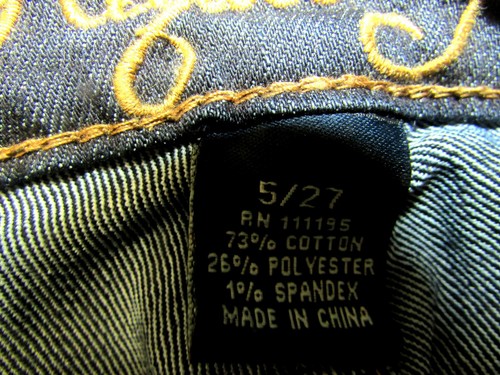 5/27
RN 111195
73% COTTON
26% POLYESTER
1% SPANDEX
MADE IN CHINA